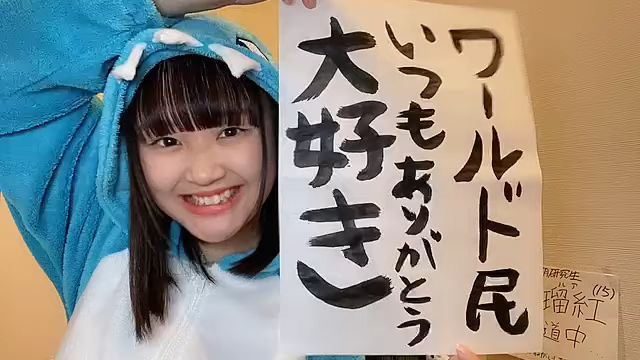 ワールド民
いつもありがとう
大好き
研究生
瑠紅(15)
道中